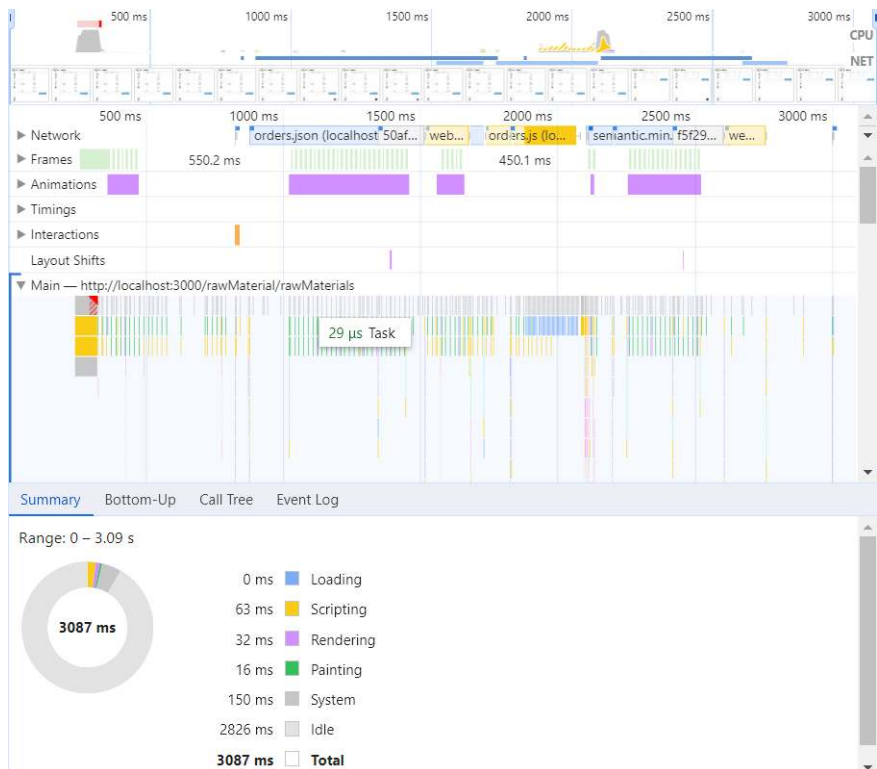 500 ms 1000 ms 1500 ms 2000 ms 2500 ms 3000 ms
CPU
NET
500 ms 1000 ms 1500 ms 2000 ms 2500 ms 3000 ms
Network orders.json (localhost 50af... web... orders.js (lo... seniantic.min. f5f29... we...
Frames 550.2 ms 450.1 ms
Animations
Timings
Interactions
Layout Shifts
Main — http://localhost:3000/rawMaterial/rawMaterials
29 μs Task
Summary Bottom-Up Call Tree Event Log
Range: 0 – 3.09 s
3087 ms
0 ms Loading
63 ms Scripting
32 ms Rendering
16 ms Painting
150 ms System
2826 ms Idle
3087 ms Total